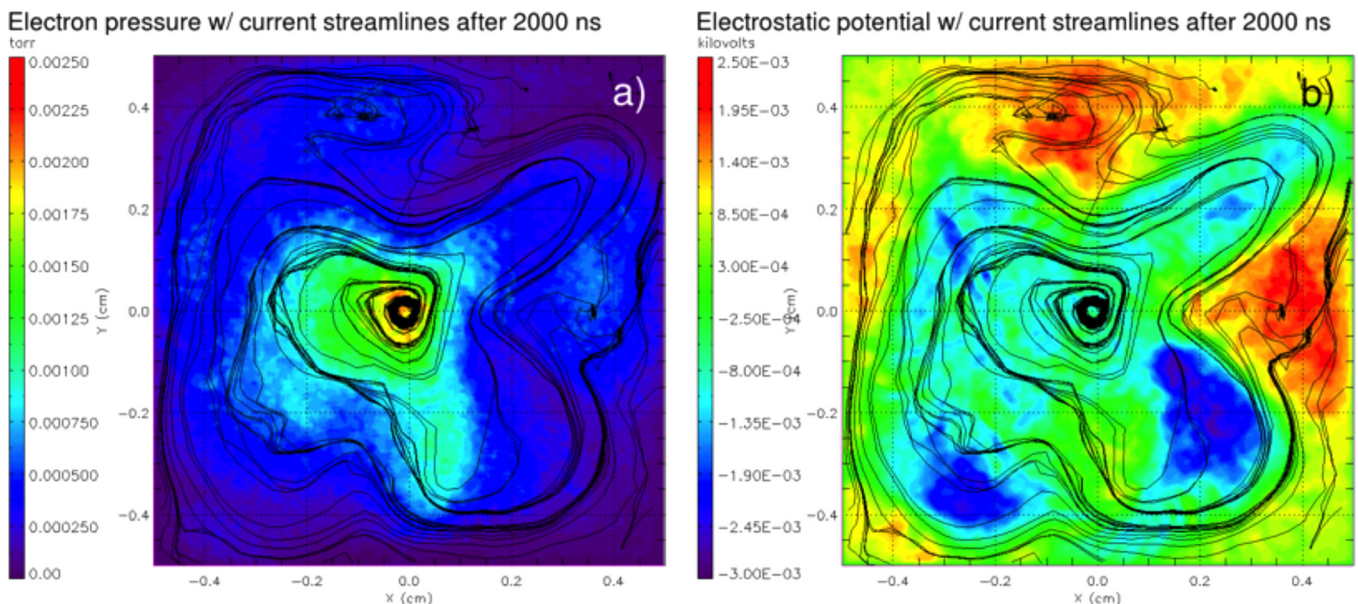 Electron pressure w/ current streamlines after 2000 ns
torr
0.00250
0.00225
0.00200
0.00175
0.00150
0.00125
0.00100
0.000750
0.000500
0.000250
0.00
a)
Y (cm)
0.4
0.2
0.0
−0.2
−0.4
−0.4
−0.2
0.0
0.2
0.4
X (cm)
Electrostatic potential w/ current streamlines after 2000 ns
kilovolts
2.50E−03
1.95E−03
1.40E−03
8.50E−04
3.00E−04
−2.50E−04
−8.00E−04
−1.35E−03
−1.90E−03
−2.45E−03
−3.00E−03
b)
Y (cm)
0.4
0.2
0.0
−0.2
−0.4
−0.4
−0.2
0.0
0.2
0.4
X (cm)